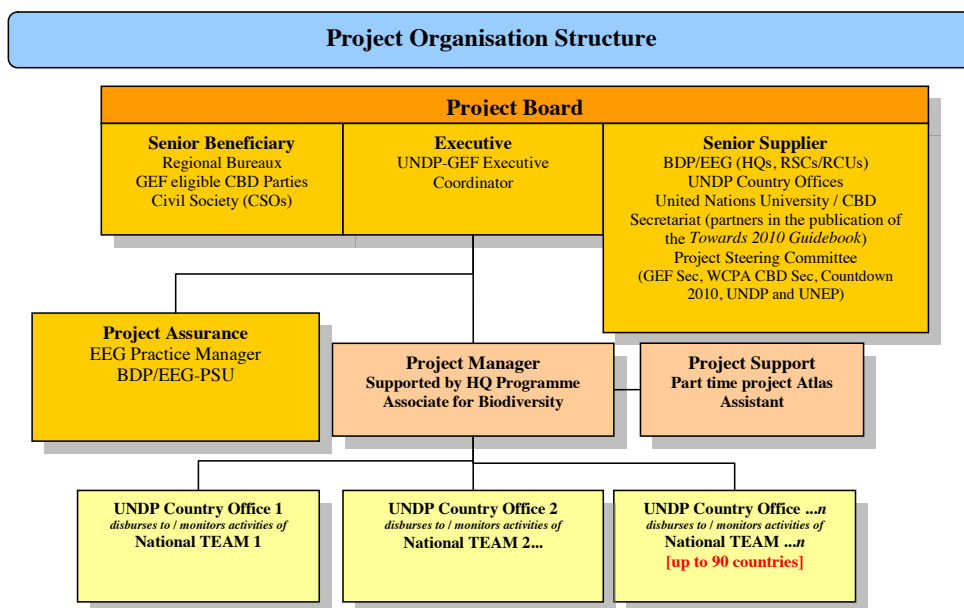 Project Organisation Structure
Project Board
Senior Beneficiary
Regional Bureaux
GEF eligible CBD Parties
Civil Society (CSOs)
Executive
UNDP-GEF Executive
Coordinator
Senior Supplier
BDP/EEG (HQs, RSCs/RCUs)
UNDP Country Offices
United Nations University / CBD
Secretariat (partners in the publication of
the Towards 2010 Guidebook)
Project Steering Committee
(GEF Sec, WCPA CBD Sec, Countdown
2010, UNDP and UNEP)
Project Assurance
EEG Practice Manager
BDP/EEG-PSU
Project Manager
Supported by HQ Programme
Associate for Biodiversity
Project Support
Part time project Atlas
Assistant
UNDP Country Office 1
disburses to / monitors activities of
National TEAM 1
UNDP Country Office 2
disburses to / monitors activities of
National TEAM 2...
UNDP Country Office ...n
disburses to / monitors activities of
National TEAM ...n
[up to 90 countries]